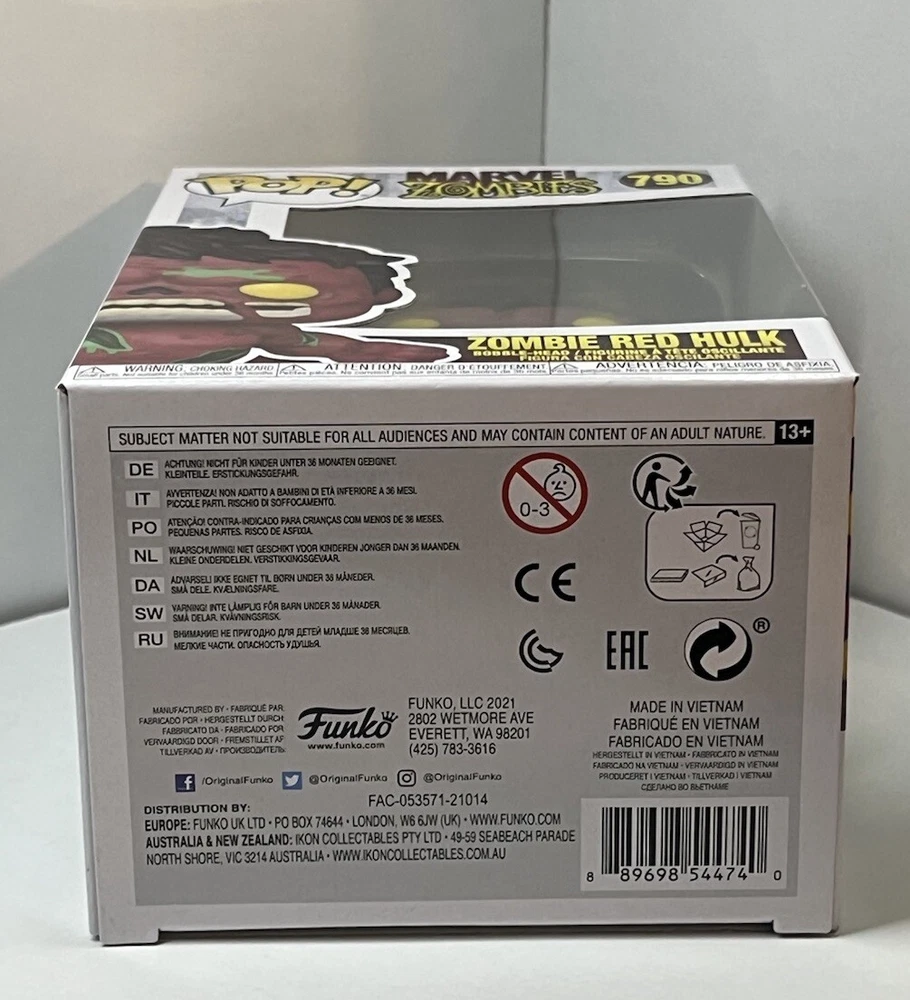 POP!
MARVEL
ZOMBIES
790
ZOMBIE RED HULK
BOBBLE-HEAD / FIGURINE À TÊTE OSCILLANTE
FIGURA CON CABEZA OSCILANTE
WARNING: CHOKING HAZARD
ATTENTION: DANGER D'ÉTOUFFEMENT
ADVERTENCIA: PELIGRO DE ASFIXIA
SUBJECT MATTER NOT SUITABLE FOR ALL AUDIENCES AND MAY CONTAIN CONTENT OF AN ADULT NATURE. 13+
DE ACHTUNG! NICHT FÜR KINDER UNTER 36 MONATEN GEEIGNET.
KLEINTEILE. ERSTICKUNGSGEFAHR.
IT AVVERTENZA! NON ADATTO A BAMBINI DI ETÀ INFERIORE A 36 MESI.
PICCOLE PARTI. RISCHIO DI SOFFOCAMENTO.
PO ATENÇÃO! CONTRA-INDICADO PARA CRIANÇAS COM MENOS DE 36 MESES.
PEQUENAS PARTES. RISCO DE ASFIXIA.
NL WAARSCHUWING! NIET GESCHIKT VOOR KINDEREN JONGER DAN 36 MAANDEN.
KLEINE ONDERDELEN. VERSTIKKINGSGEVAAR.
DA ADVARSEL! IKKE EGNET TIL BORN UNDER 36 MÅNEDER.
SMÅ DELE. KVÆLNINGSFARE.
SW VARNING! INTE LÄMPLIG FÖR BARN UNDER 36 MÅNADER.
SMÅ DELAR. KVÄVNINGSRISK.
RU ВНИМАНИЕ! НЕ ПРИГОДНО ДЛЯ ДЕТЕЙ МЛАДШЕ 36 МЕСЯЦЕВ.
МЕЛКИЕ ЧАСТИ. ОПАСНОСТЬ УДУШЬЯ.
0-3
CE
EAC
®
MANUFACTURED BY • FABRIQUÉ PAR
FABRICADO POR • HERGESTELLT DURCH
FABBRICATO DA • FABRICADO POR
VERVAARDIGD DOOR • FREMSTILLET AF
TILLVERKAD AV • ПРОИЗВОДИТЕЛЬ
Funko
www.funko.com
FUNKO, LLC 2021
2802 WETMORE AVE
EVERETT, WA 98201
(425) 783-3616
MADE IN VIETNAM
FABRIQUÉ EN VIETNAM
FABRICADO EN VIETNAM
HERGESTELLT IN VIETNAM • FABBRICATO IN VIETNAM
FABRICADO NA VIETNAM • VERVAARDIGD IN VIETNAM
PRODUCERET I VIETNAM • TILLVERKAD I VIETNAM
СДЕЛАНО ВО ВЬЕТНАМЕ
/OriginalFunko @OriginalFunko @OriginalFunko
FAC-053571-21014
DISTRIBUTION BY:
EUROPE: FUNKO UK LTD • PO BOX 74644 • LONDON, W6 6JW (UK) • WWW.FUNKO.COM
AUSTRALIA & NEW ZEALAND: IKON COLLECTABLES PTY LTD • 49-59 SEABEACH PARADE
NORTH SHORE, VIC 3214 AUSTRALIA • WWW.IKONCOLLECTABLES.COM.AU
8 89698 54474 0